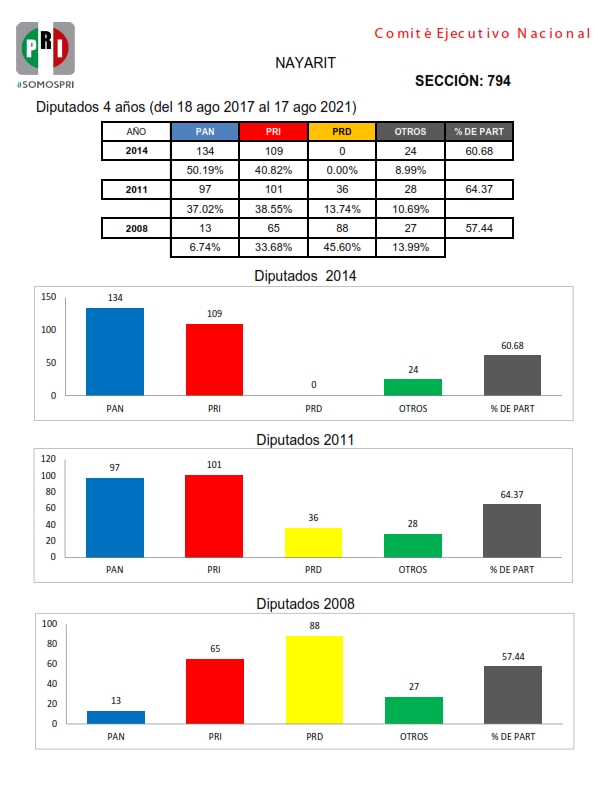 Comité Ejecutivo Nacional
PRI
#SOMOSPRI
NAYARIT
SECCIÓN: 794
Diputados 4 años (del 18 ago 2017 al 17 ago 2021)
AÑO PAN PRI PRD OTROS % DE PART
2014 134 109 0 24 60.68
50.19% 40.82% 0.00% 8.99%
2011 97 101 36 28 64.37
37.02% 38.55% 13.74% 10.69%
2008 13 65 88 27 57.44
6.74% 33.68% 45.60% 13.99%
Diputados 2014
150
134
109
100
60.68
50
24
0
0
PAN PRI PRD OTROS % DE PART
Diputados 2011
120
97
101
100
80
64.37
60
36
40
28
20
0
PAN PRI PRD OTROS % DE PART
Diputados 2008
100
88
80
65
57.44
60
40
27
20
13
0
PAN PRI PRD OTROS % DE PART